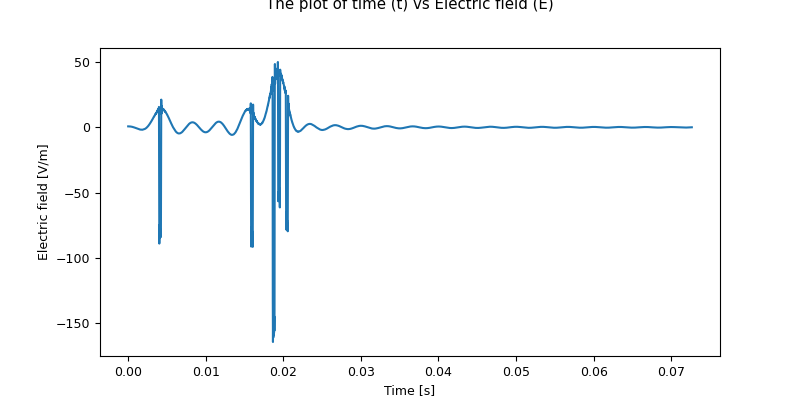 The plot of time (t) vs Electric field (E)
50
0
−50
−100
−150
Electric field [V/m]
0.00 0.01 0.02 0.03 0.04 0.05 0.06 0.07
Time [s]